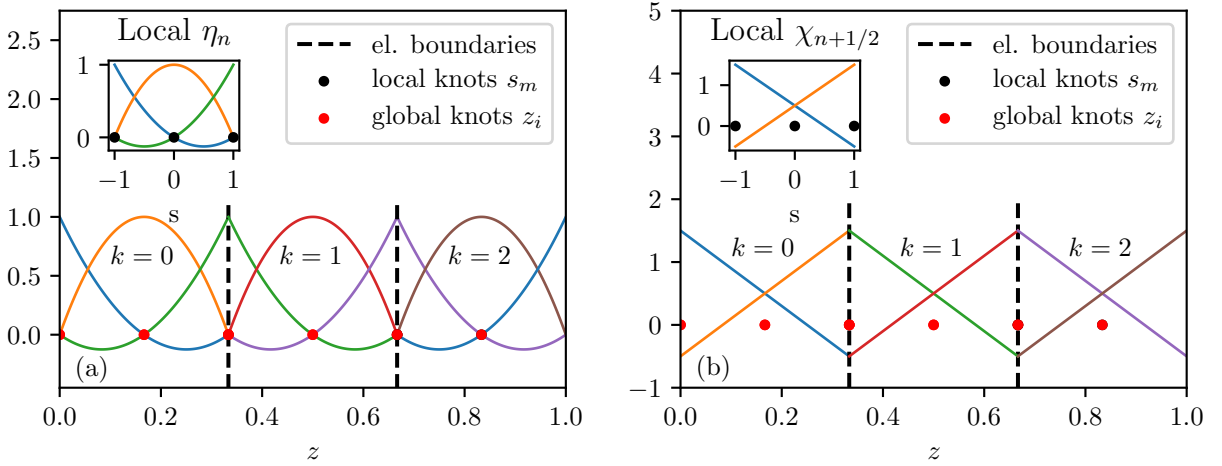 Local η_n
el. boundaries
local knots s_m
global knots z_i
2.5
2.0
1.5
1.0
0.5
0.0
1
0
−1 0 1
s
k = 0
k = 1
k = 2
(a)
0.0 0.2 0.4 0.6 0.8 1.0
z
Local χ_{n+1/2}
el. boundaries
local knots s_m
global knots z_i
5
4
3
2
1
0
−1
1
0
−1 0 1
s
k = 0
k = 1
k = 2
(b)
0.0 0.2 0.4 0.6 0.8 1.0
z